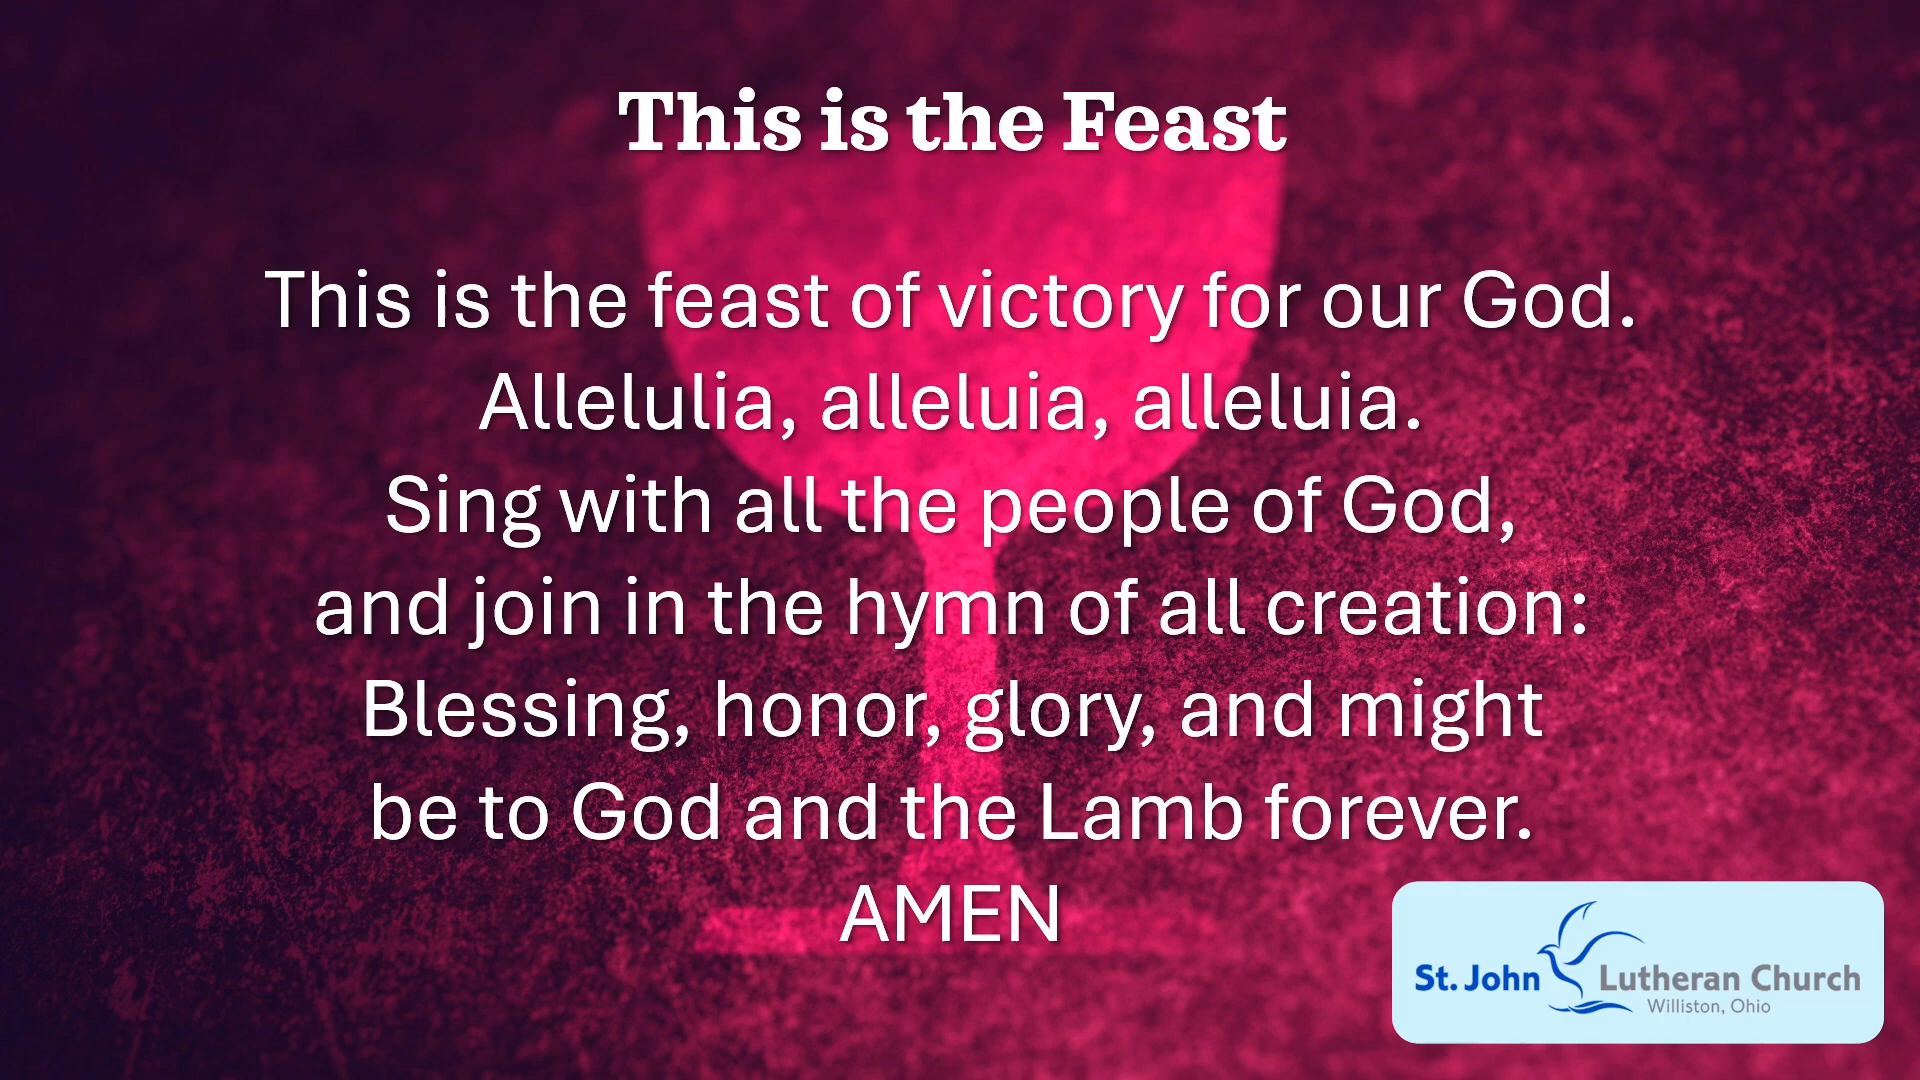 This is the Feast
This is the feast of victory for our God.
Allelulia, alleluia, alleluia.
Sing with all the people of God,
and join in the hymn of all creation:
Blessing, honor, glory, and might
be to God and the Lamb forever.
AMEN
St. John Lutheran Church
Williston, Ohio